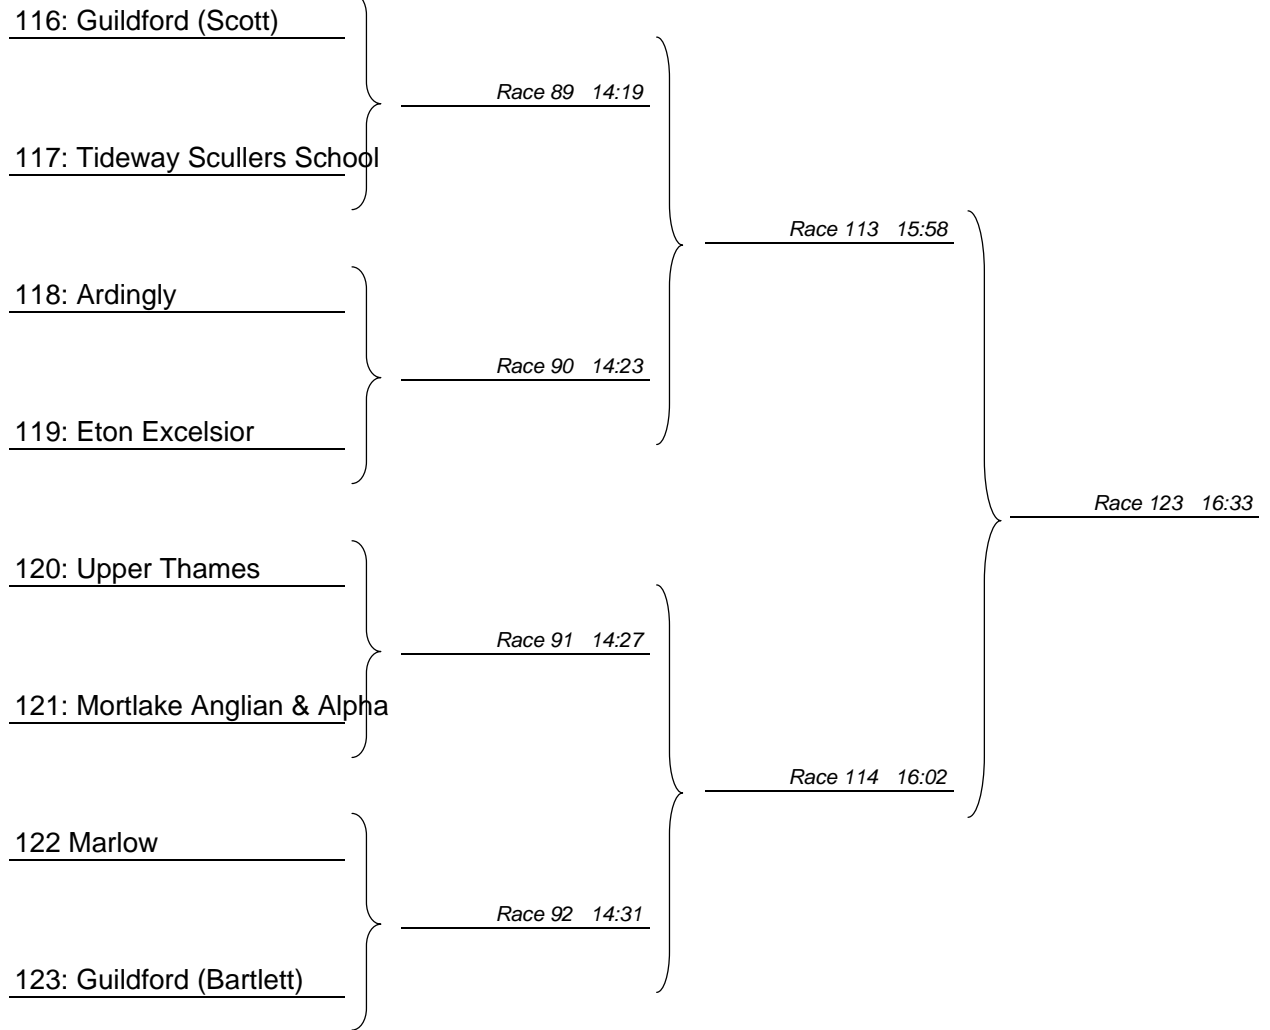 116: Guildford (Scott)
Race 89 14:19
117: Tideway Scullers School
Race 113 15:58
118: Ardingly
Race 90 14:23
119: Eton Excelsior
Race 123 16:33
120: Upper Thames
Race 91 14:27
121: Mortlake Anglian & Alpha
Race 114 16:02
122 Marlow
Race 92 14:31
123: Guildford (Bartlett)